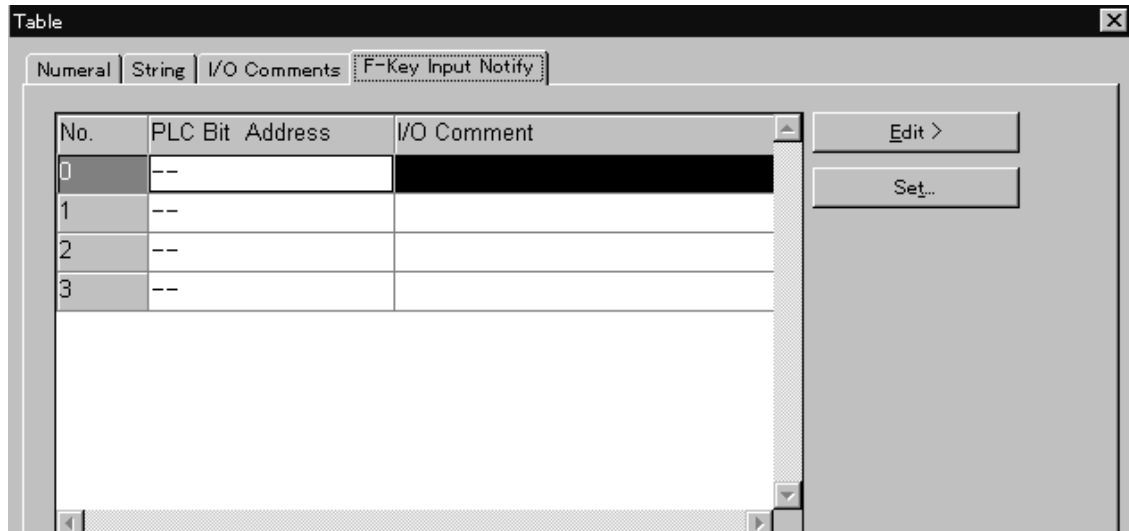 Table
Numeral String I/O Comments F-Key Input Notify
No. PLC Bit Address I/O Comment
0 --
1 --
2 --
3 --
Edit >
Set...